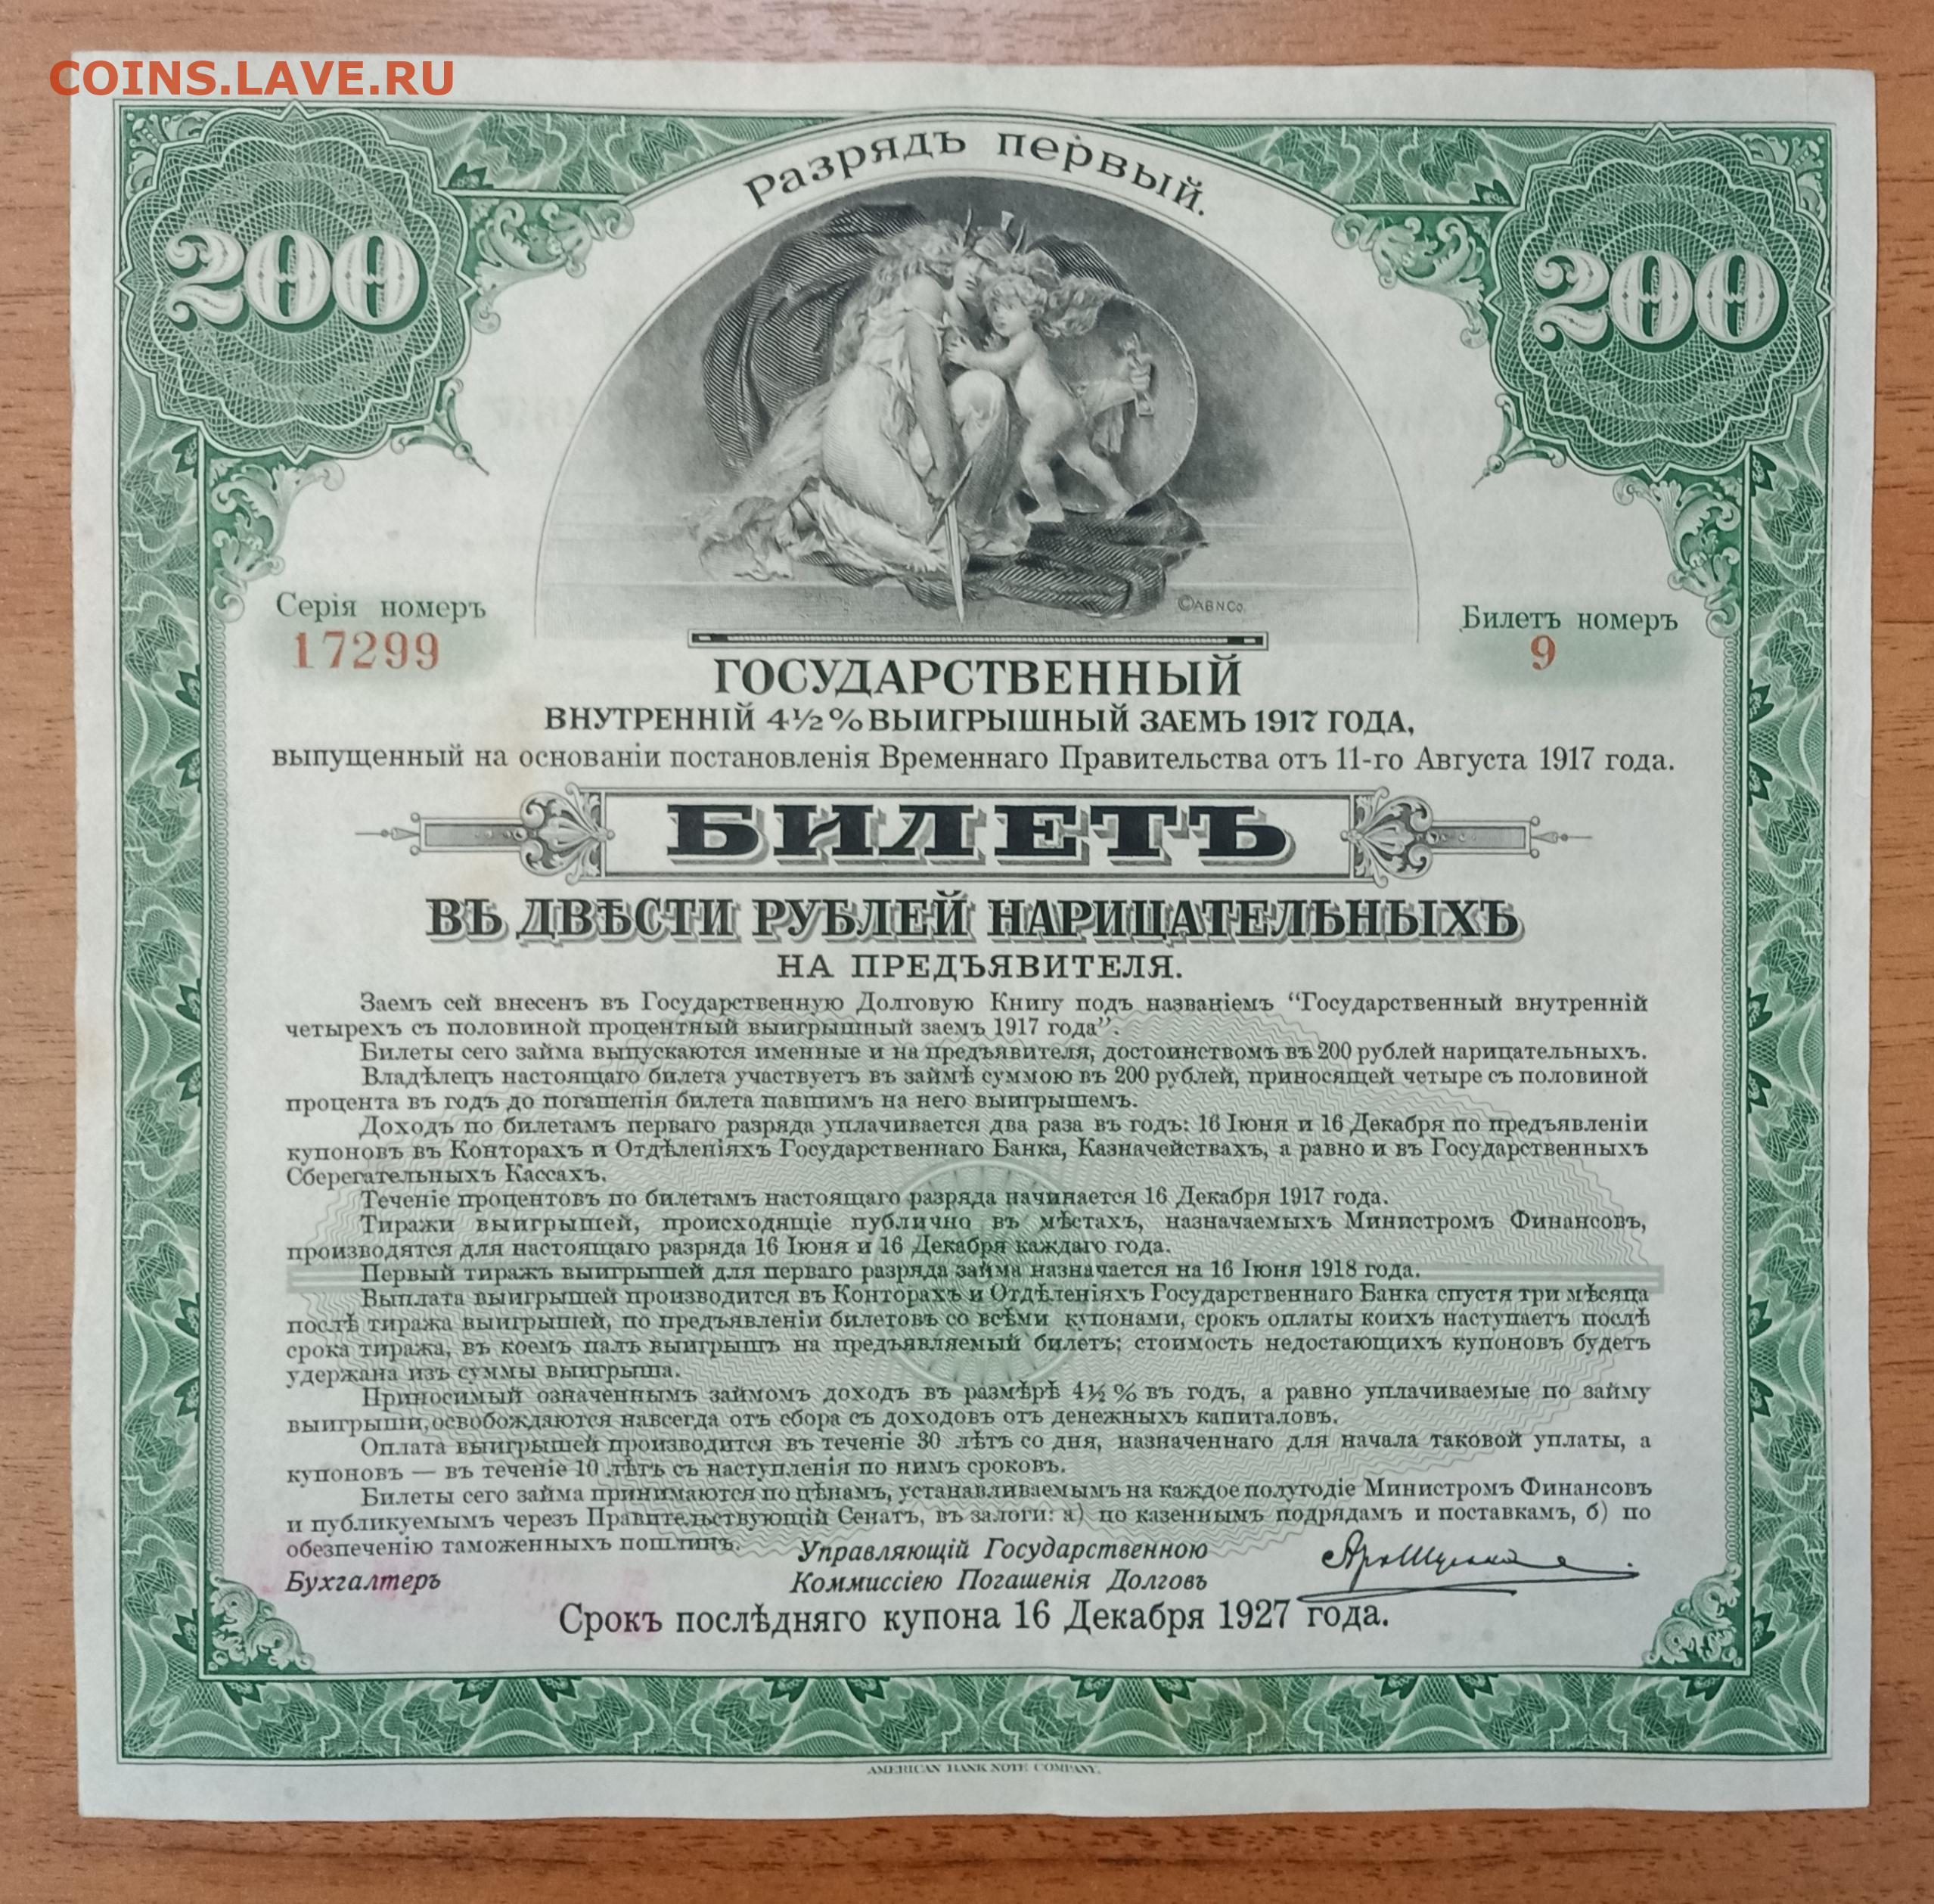 COINS.LAVE.RU
Разрядъ первый.
200
200
©ABNCo.
Серія номеръ
17299
Билетъ номеръ
9
ГОСУДАРСТВЕННЫЙ
ВНУТРЕННІЙ 4½% ВЫИГРЫШНЫЙ ЗАЕМЪ 1917 ГОДА,
выпущенный на основаніи постановленія Временнаго Правительства отъ 11-го Августа 1917 года.
БИЛЕТЪ
ВЪ ДВѢСТИ РУБЛЕЙ НАРИЦАТЕЛЬНЫХЪ
НА ПРЕДЪЯВИТЕЛЯ.
Заемъ сей внесенъ въ Государственную Долговую Книгу подъ названіемъ “Государственный внутренній
четырехъ съ половиной процентный выигрышный заемъ 1917 года”.
Билеты сего займа выпускаются именные и на предъявителя, достоинствомъ въ 200 рублей нарицательныхъ.
Владѣлецъ настоящаго билета участвуетъ въ займѣ суммою въ 200 рублей, приносящей четыре съ половиной
процента въ годъ до погашенія билета павшимъ на него выигрышемъ.
Доходъ по билетамъ перваго разряда уплачивается два раза въ годъ: 16 Іюня и 16 Декабря по предъявленіи
купоновъ въ Конторахъ и Отдѣленіяхъ Государственнаго Банка, Казначействахъ, а равно и въ Государственныхъ
Сберегательныхъ Кассахъ.
Теченіе процентовъ по билетамъ настоящаго разряда начинается 16 Декабря 1917 года.
Тиражи выигрышей, происходящіе публично въ мѣстахъ, назначаемыхъ Министромъ Финансовъ,
производятся для настоящаго разряда 16 Іюня и 16 Декабря каждаго года.
Первый тиражъ выигрышей для перваго разряда займа назначается на 16 Іюня 1918 года.
Выплата выигрышей производится въ Конторахъ и Отдѣленіяхъ Государственнаго Банка спустя три мѣсяца
послѣ тиража выигрышей, по предъявленіи билетовъ со всѣми купонами, срокъ оплаты коихъ наступаетъ послѣ
срока тиража, въ коемъ палъ выигрышъ на предъявляемый билетъ; стоимость недостающихъ купоновъ будетъ
удержана изъ суммы выигрыша.
Приносимый означеннымъ займомъ доходъ въ размѣрѣ 4½% въ годъ, а равно уплачиваемые по займу
выигрыши, освобождаются навсегда отъ сбора съ доходовъ отъ денежныхъ капиталовъ.
Оплата выигрышей производится въ теченіе 30 лѣтъ со дня, назначеннаго для начала таковой уплаты, а
купоновъ — въ теченіе 10 лѣтъ съ наступленія по нимъ сроковъ.
Билеты сего займа принимаются по цѣнамъ, устанавливаемымъ на каждое полугодіе Министромъ Финансовъ
и публикуемымъ черезъ Правительствующій Сенатъ, въ залоги: а) по казеннымъ подрядамъ и поставкамъ, б) по
обезпеченію таможенныхъ пошлинъ.
Управляющій Государственною
Бухгалтеръ
Коммиссіею Погашенія Долговъ
Срокъ послѣдняго купона 16 Декабря 1927 года.
AMERICAN BANK NOTE COMPANY.